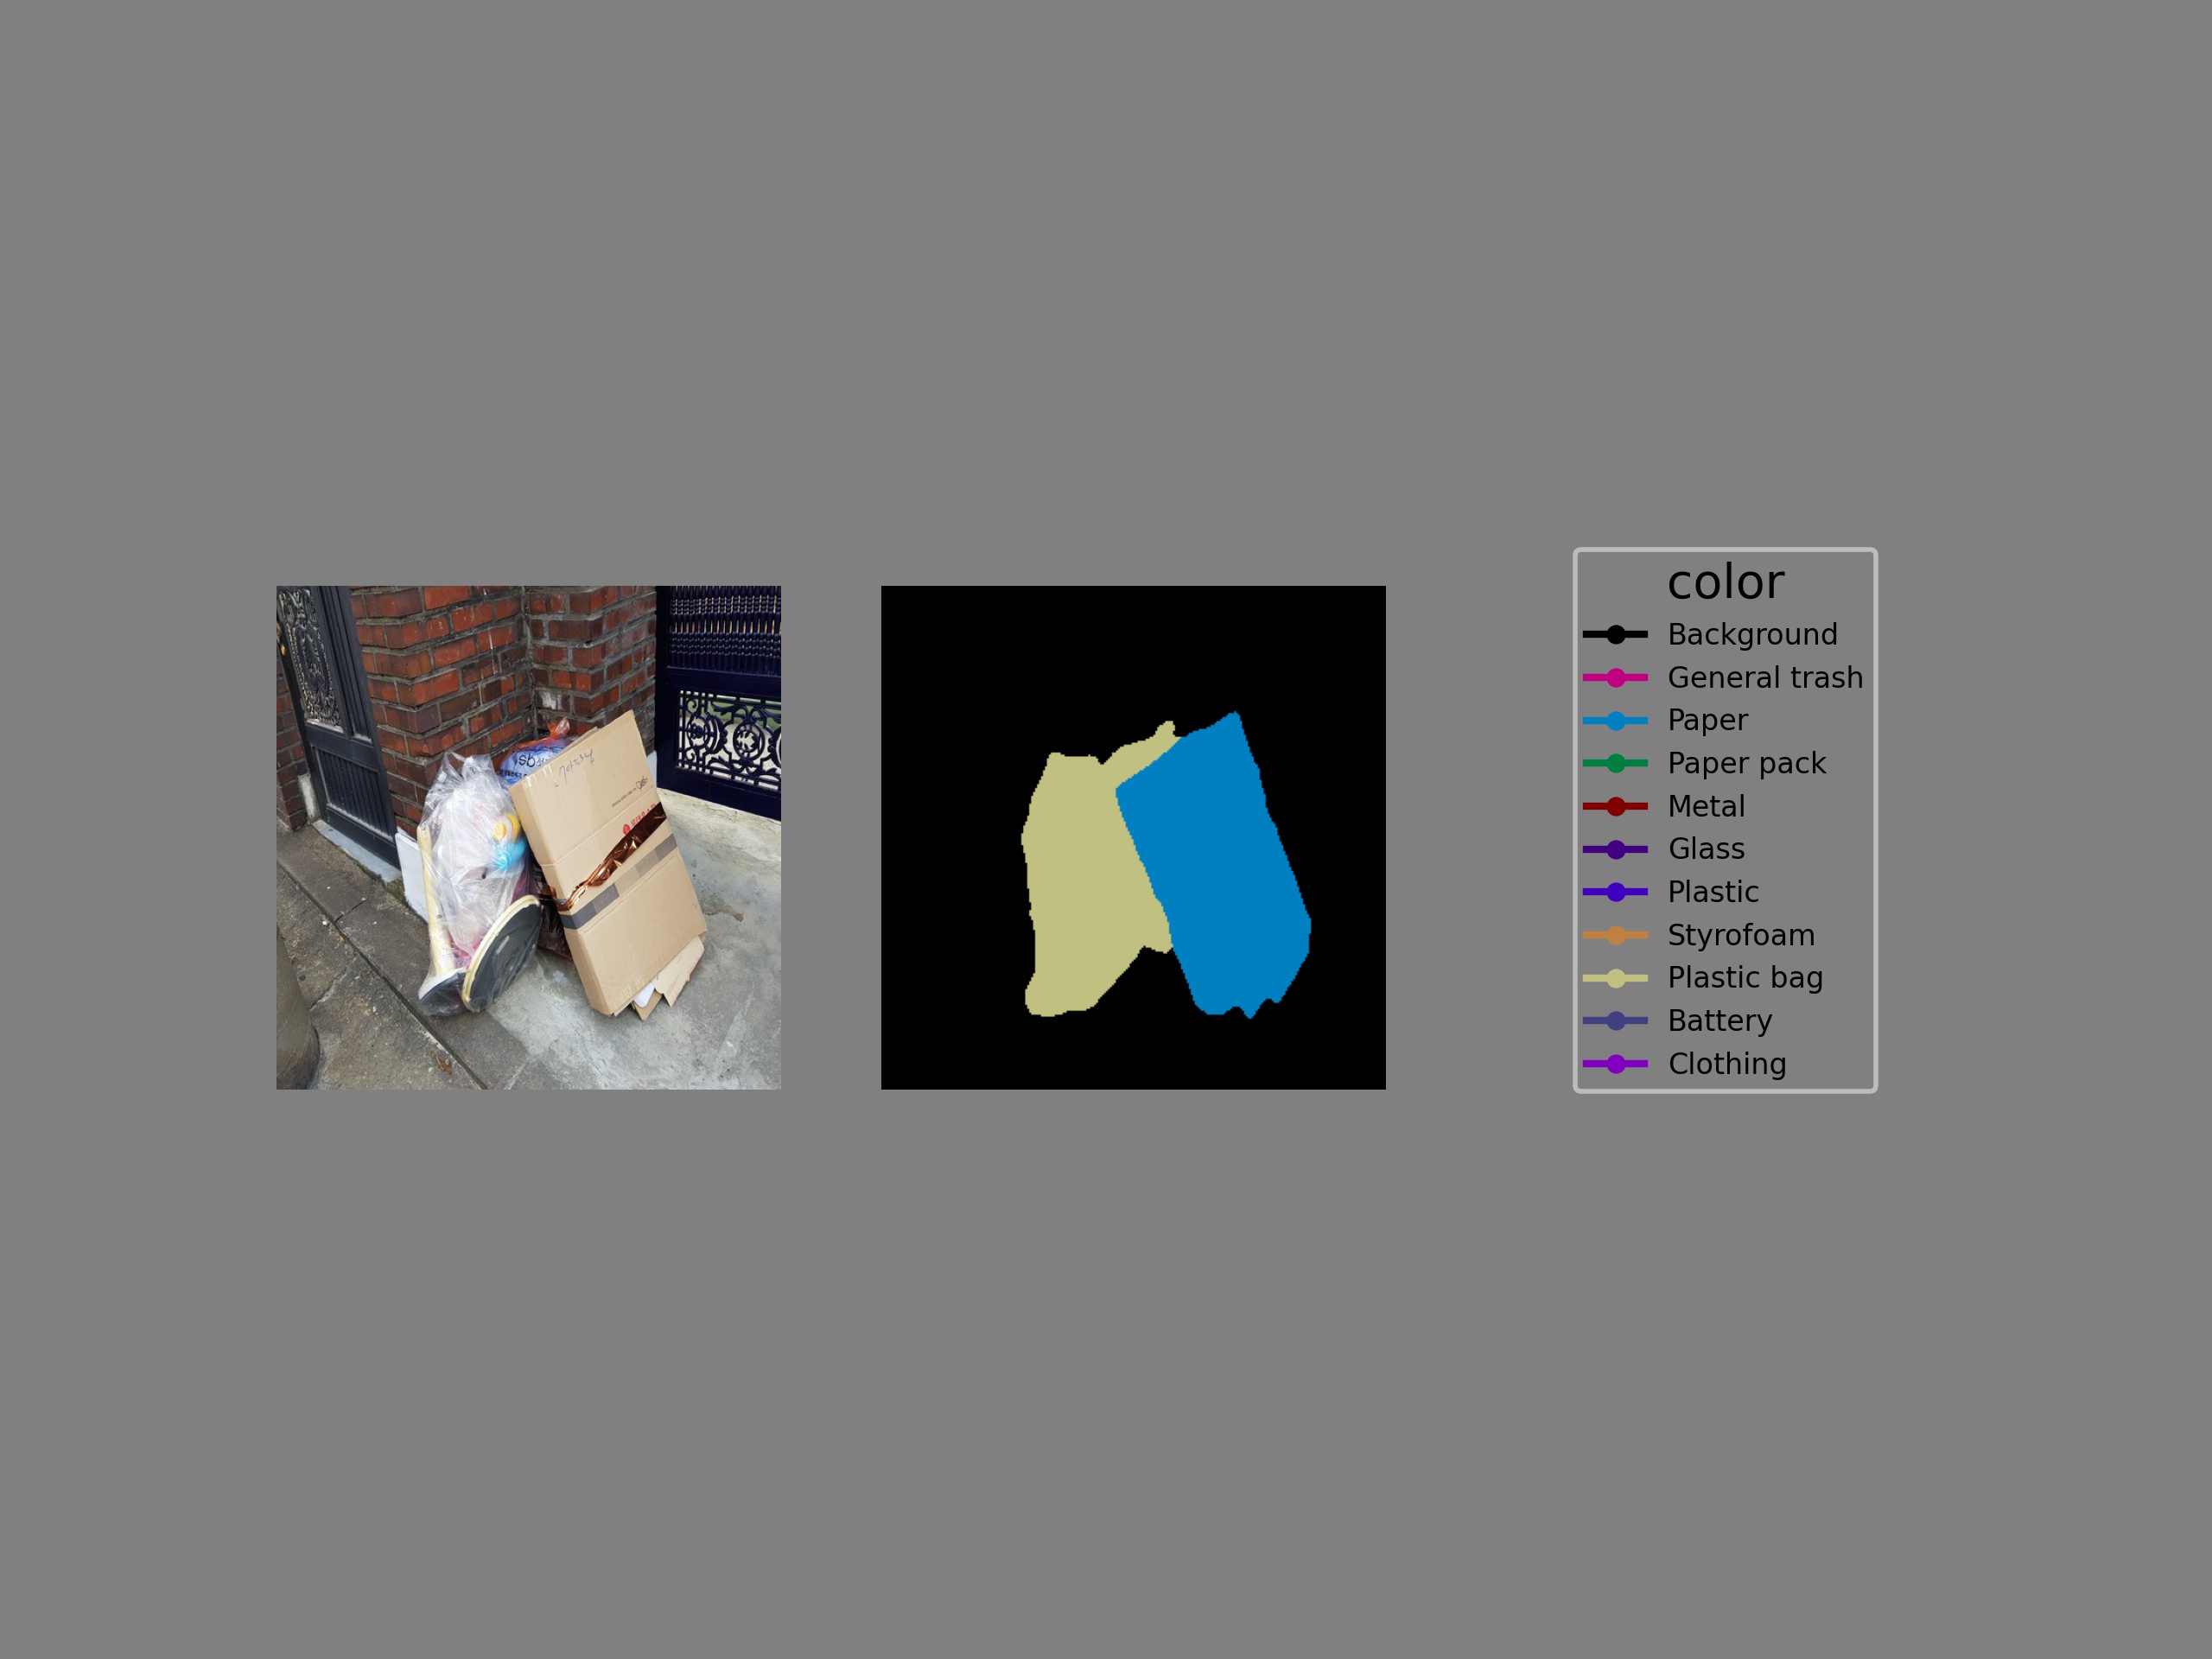 color
Background
General trash
Paper
Paper pack
Metal
Glass
Plastic
Styrofoam
Plastic bag
Battery
Clothing